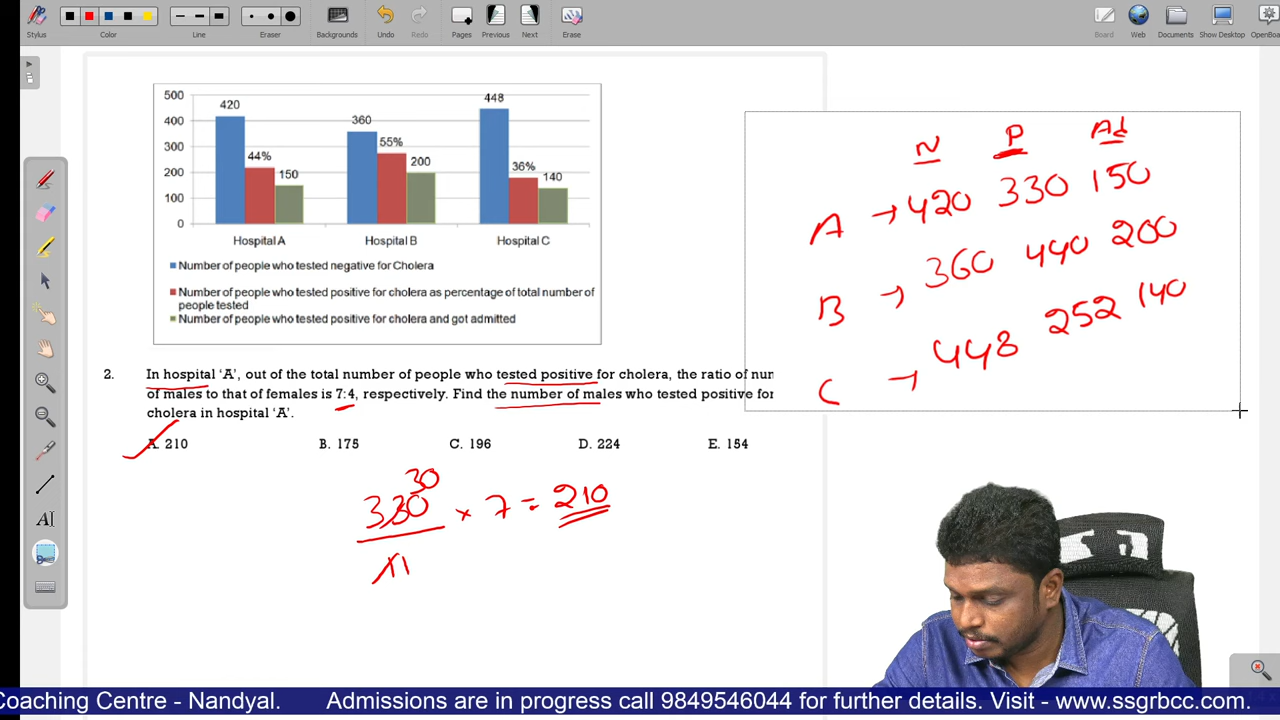 Stylus Color Line Eraser Backgrounds Undo Redo Pages Previous Next Erase Board Web Documents Show Desktop OpenBoa
500
400
300
200
100
0
420 44% 150
360 55% 200
448 36% 140
Hospital A Hospital B Hospital C
Number of people who tested negative for Cholera
Number of people who tested positive for cholera as percentage of total number of
people tested
Number of people who tested positive for cholera and got admitted
N P Ad
A → 420 330 150
B → 360 440 200
C → 448 252 140
2. In hospital ‘A’, out of the total number of people who tested positive for cholera, the ratio of nur
of males to that of females is 7:4, respectively. Find the number of males who tested positive for
cholera in hospital ‘A’.
A. 210 B. 175 C. 196 D. 224 E. 154
30
330 × 7 = 210
11
Coaching Centre - Nandyal. Admissions are in progress call 9849546044 for further details. Visit - www.ssgrbcc.com.